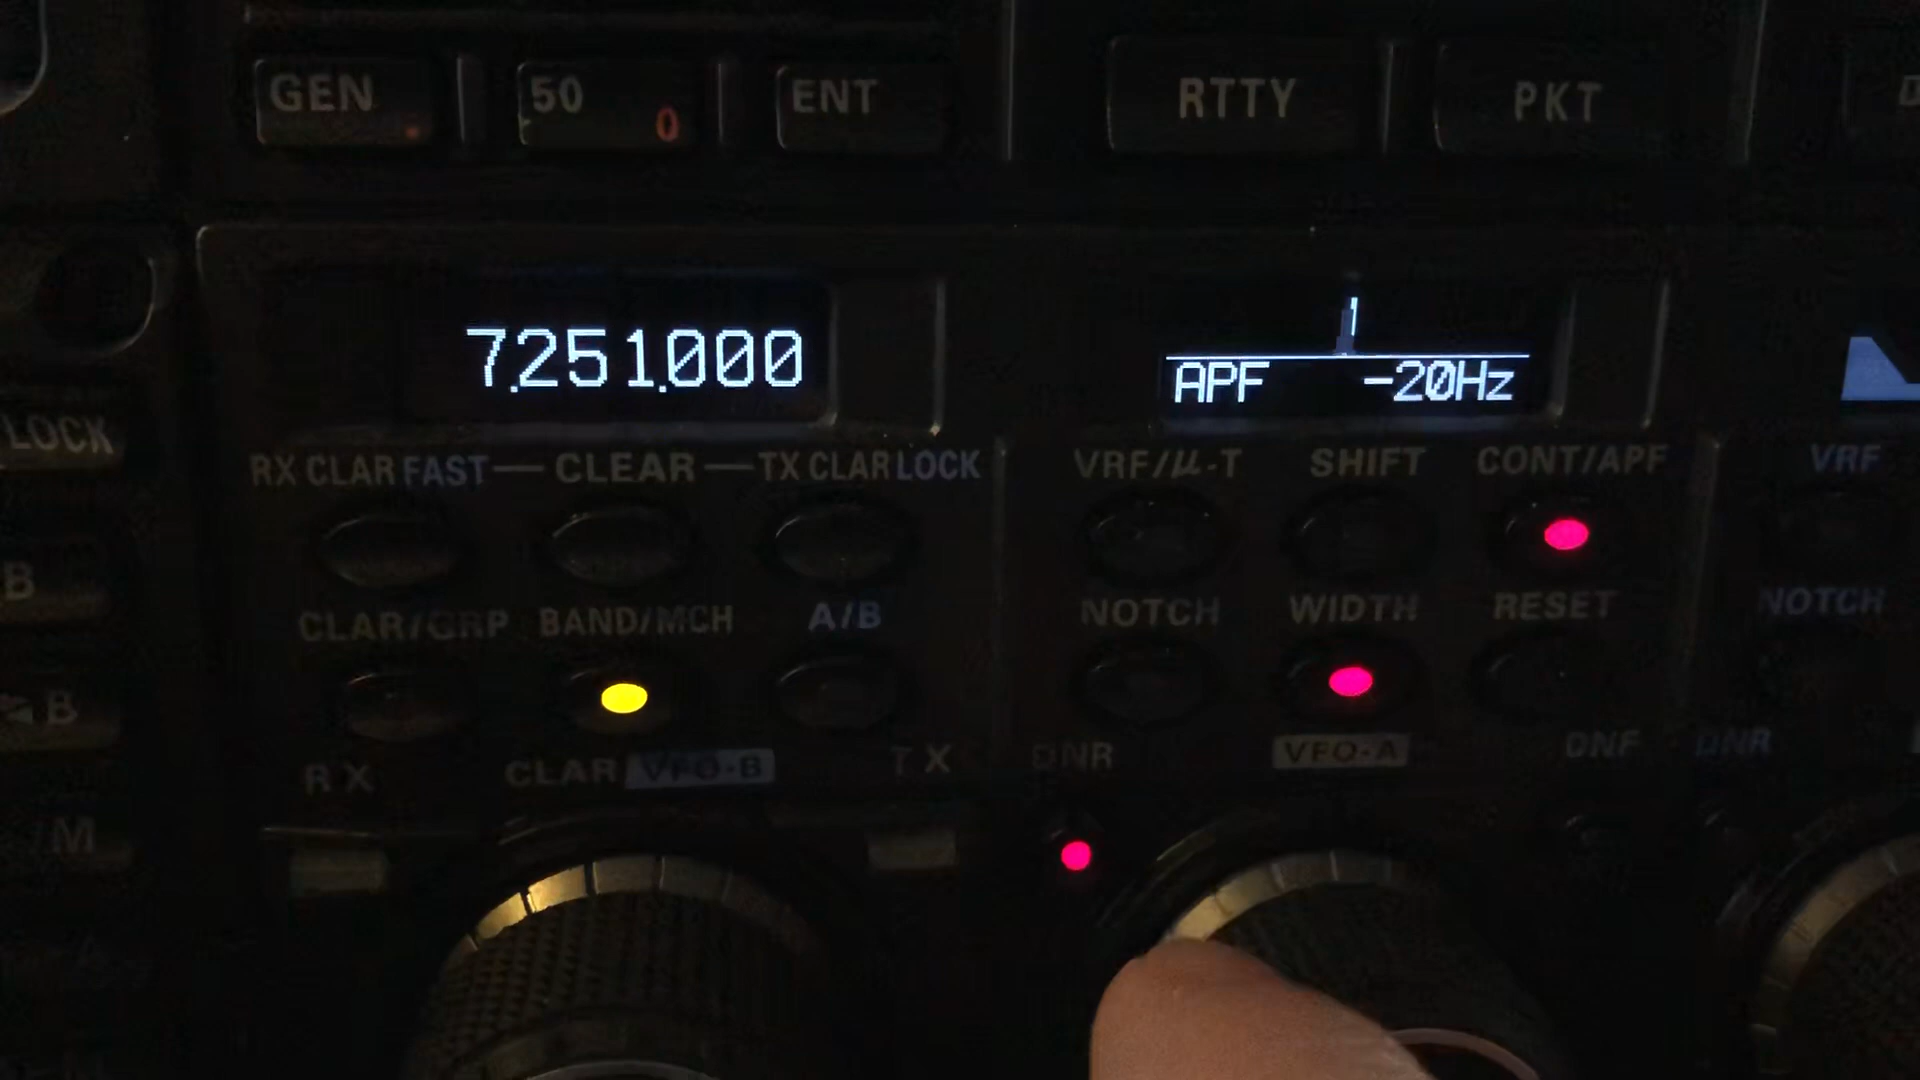 GEN 50 0 ENT RTTY PKT
7.251.000
APF -20Hz
LOCK
RX CLAR FAST CLEAR TX CLAR LOCK VRF/μ-T SHIFT CONT/APF VRF
B
CLAR/GRP BAND/MCH A/B NOTCH WIDTH RESET NOTCH
B
RX CLAR VFO-B TX DNR VFO-A DNF DNR
/M